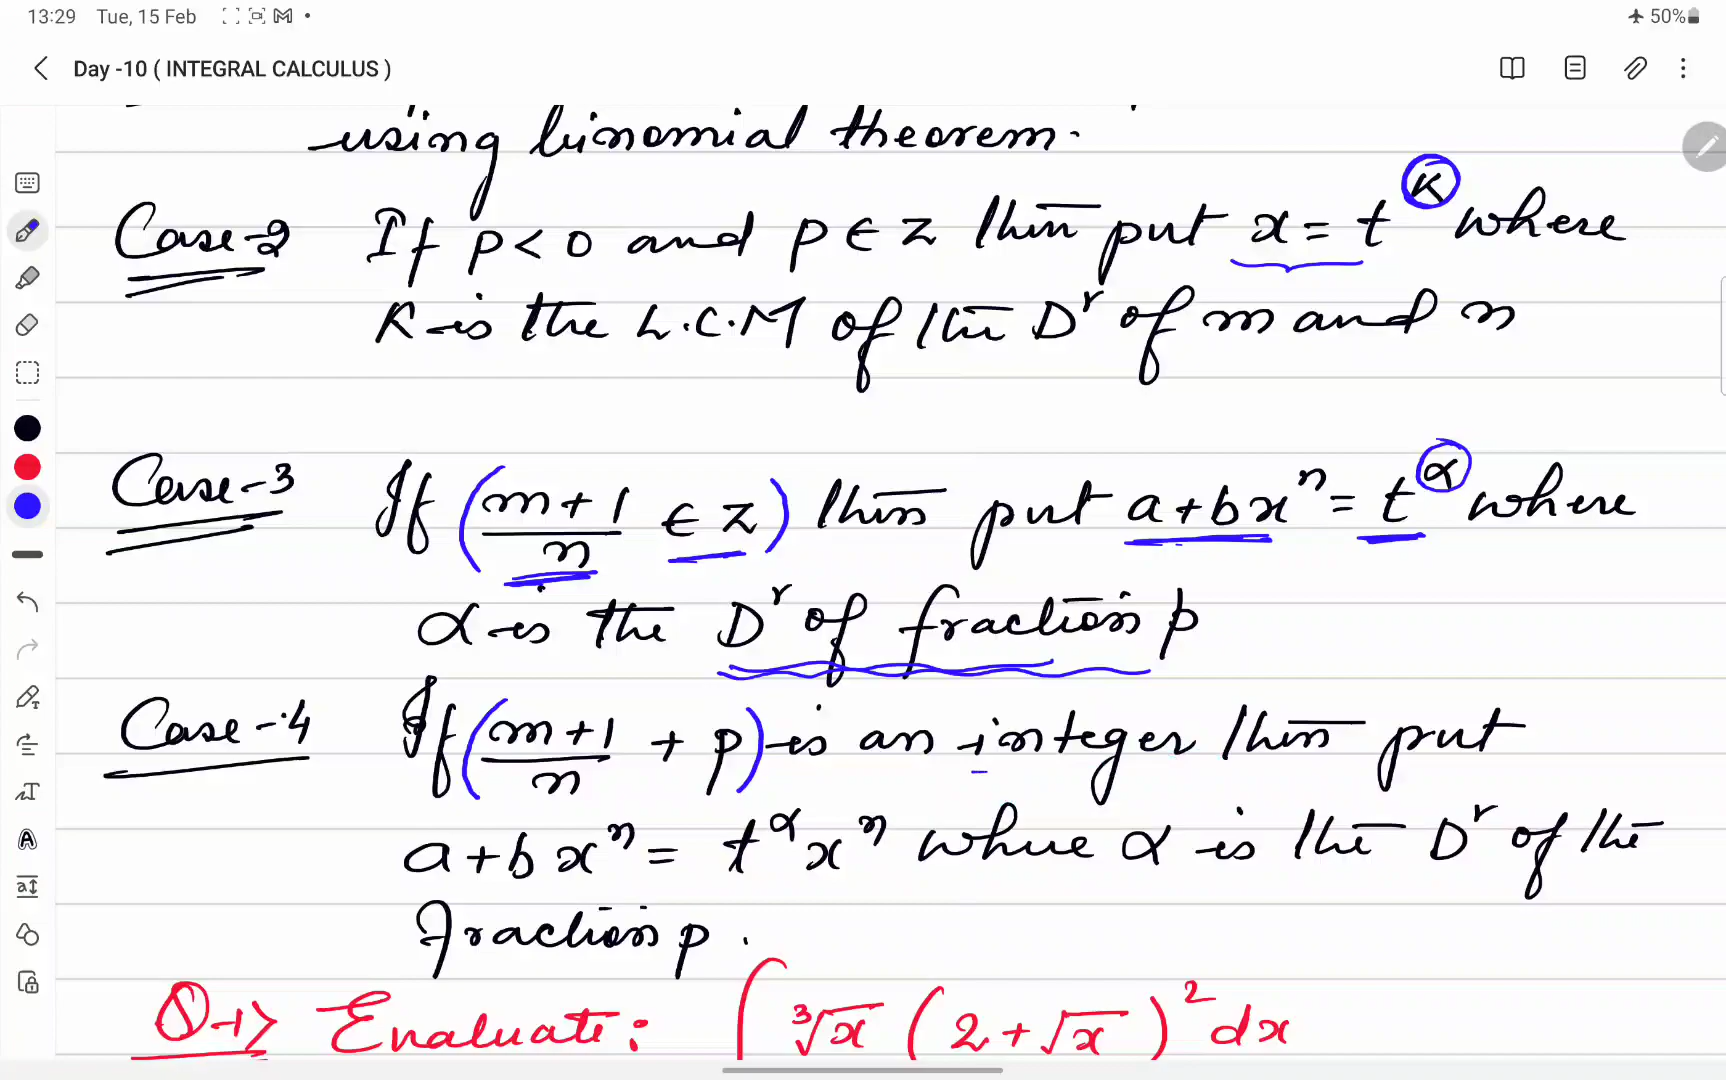 13:29 Tue, 15 Feb 50%
Day -10 ( INTEGRAL CALCULUS )
using binomial theorem.
Case-2 If p < 0 and p ∈ Z then put x = t^K where
K is the L.C.M of the D^r of m and n
Case-3 If (m+1/n ∈ Z) then put a+bx^n = t^α where
α is the D^r of fraction p
Case-4 If (m+1/n + p) is an integer then put
a+bx^n = t^α x^n where α is the D^r of the
fraction p.
Q-1> Evaluate: ∫ ³√x (2+√x)² dx